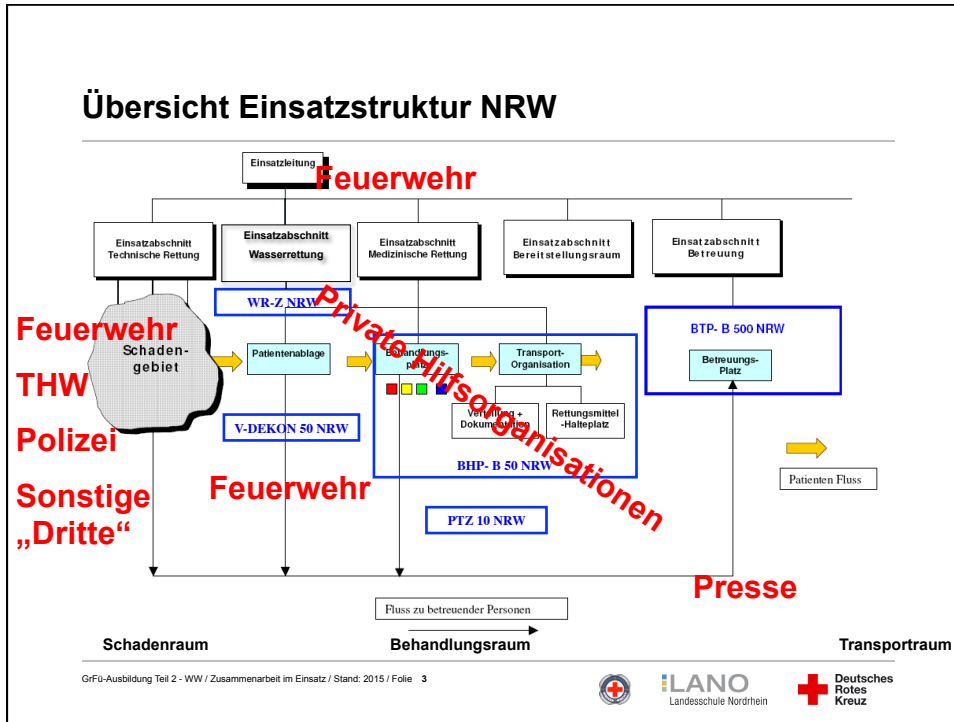 Übersicht Einsatzstruktur NRW
Einsatzleitung
Feuerwehr
Einsatzabschnitt
Technische Rettung
Einsatzabschnitt
Wasserrettung
Einsatzabschnitt
Medizinische Rettung
Einsatzabschnitt
Bereitstellungsraum
Einsatzabschnitt
Betreuung
WR-Z NRW
Private Hilfsorganisationen
BTP- B 500 NRW
Feuerwehr
THW
Polizei
Sonstige
„Dritte“
Schaden-
gebiet
Patientenablage
Behandlungs-
platz
Transport-
Organisation
Betreuungs-
Platz
Verteilung +
Dokumentation
Rettungsmittel
-Halteplatz
V-DEKON 50 NRW
BHP- B 50 NRW
Feuerwehr
Patienten Fluss
PTZ 10 NRW
Presse
Fluss zu betreuender Personen
Schadenraum
Behandlungsraum
Transportraum
GrFü-Ausbildung Teil 2 - WW / Zusammenarbeit im Einsatz / Stand: 2015 / Folie 3
LANO
Landesschule Nordrhein
Deutsches
Rotes
Kreuz